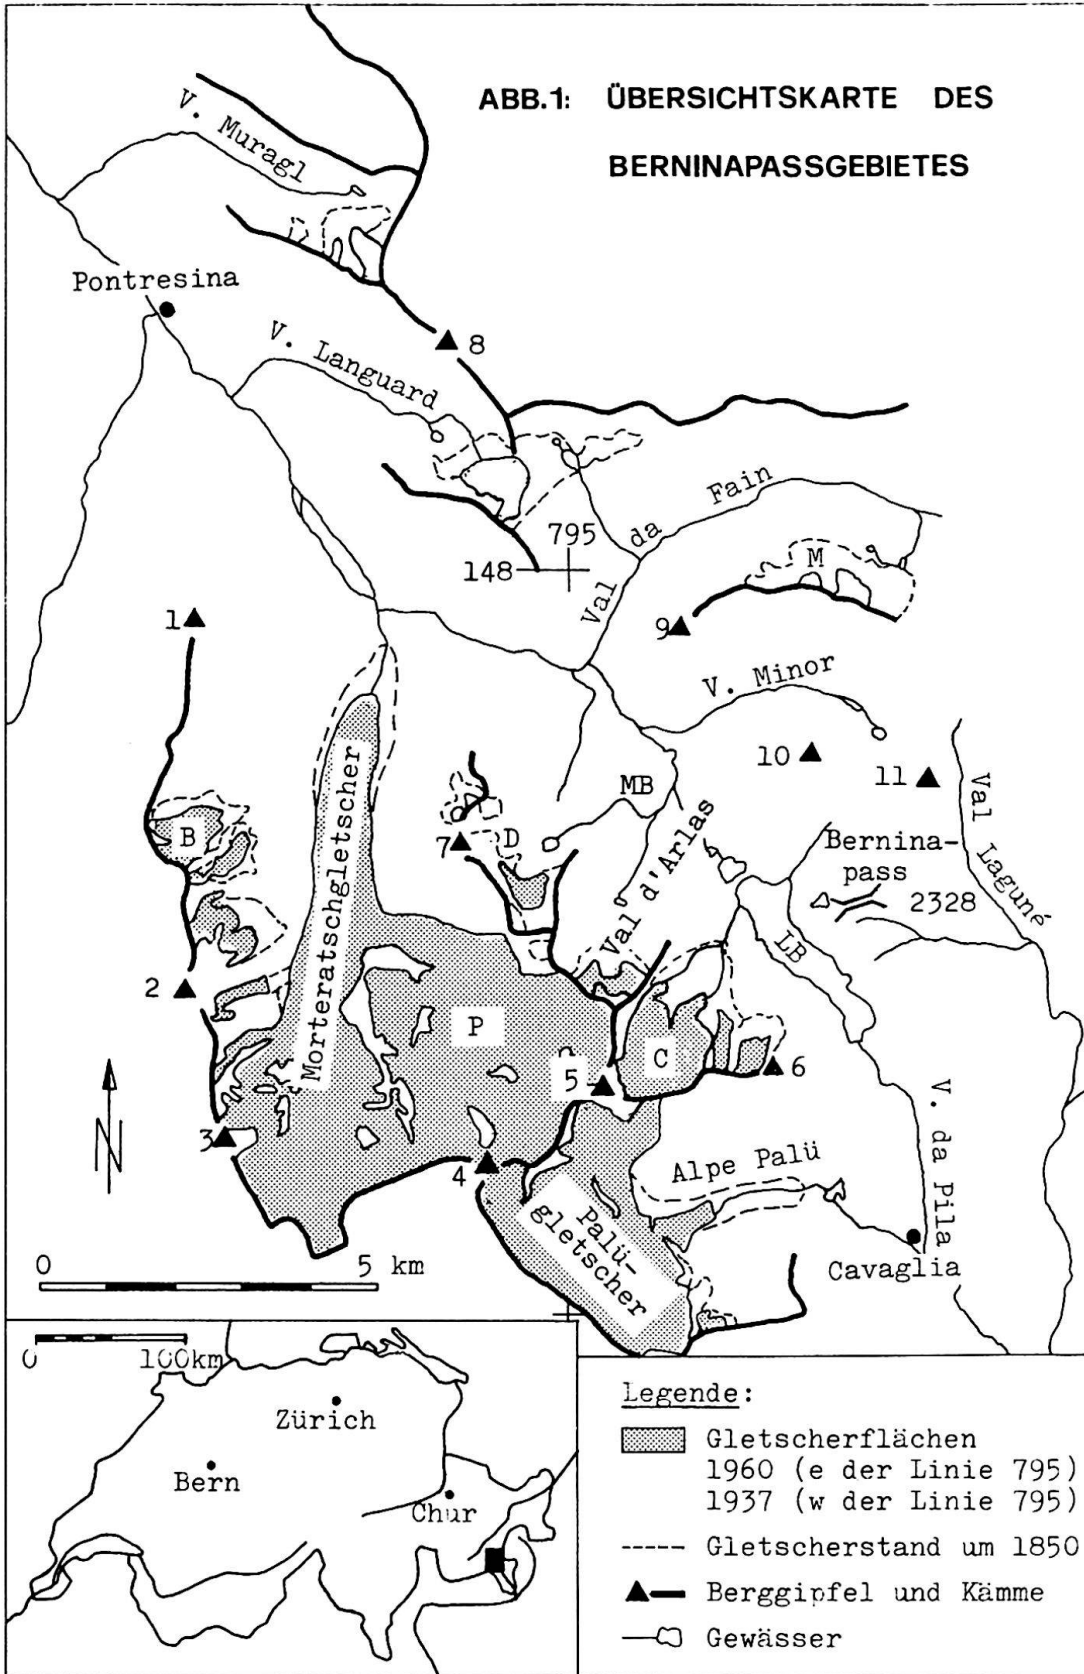 ABB.1: ÜBERSICHTSKARTE DES
BERNINAPASSGEBIETES
V. Muragl
Pontresina
8
V. Languard
Val da Fain
795
148
M
1
9
V. Minor
10
11
MB
B
7
D
Val d'Arlas
Val Laguné
Bernina-
pass
2328
Morteratschgletscher
LB
2
P
C
5
6
3
4
Alpe Palü
V. da Pila
Palü-
gletscher
Cavaglia
0 5 km
0 100km
Zürich
Bern
Chur
Legende:
Gletscherflächen
1960 (e der Linie 795)
1937 (w der Linie 795)
Gletscherstand um 1850
Berggipfel und Kämme
Gewässer